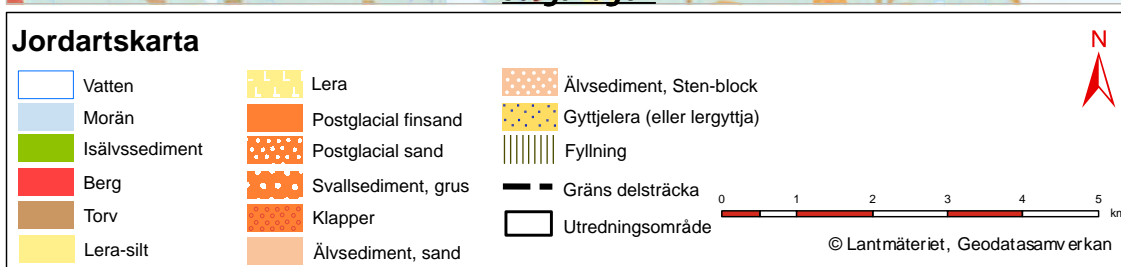 Jordartskarta
Vatten
Morän
Isälvssediment
Berg
Torv
Lera-silt
Lera
Postglacial finsand
Postglacial sand
Svallsediment, grus
Klapper
Älvsediment, sand
Älvsediment, Sten-block
Gyttjelera (eller lergyttja)
Fyllning
Gräns delsträcka
Utredningsområde
N
0 1 2 3 4 5
km
© Lantmäteriet, Geodatasamverkan